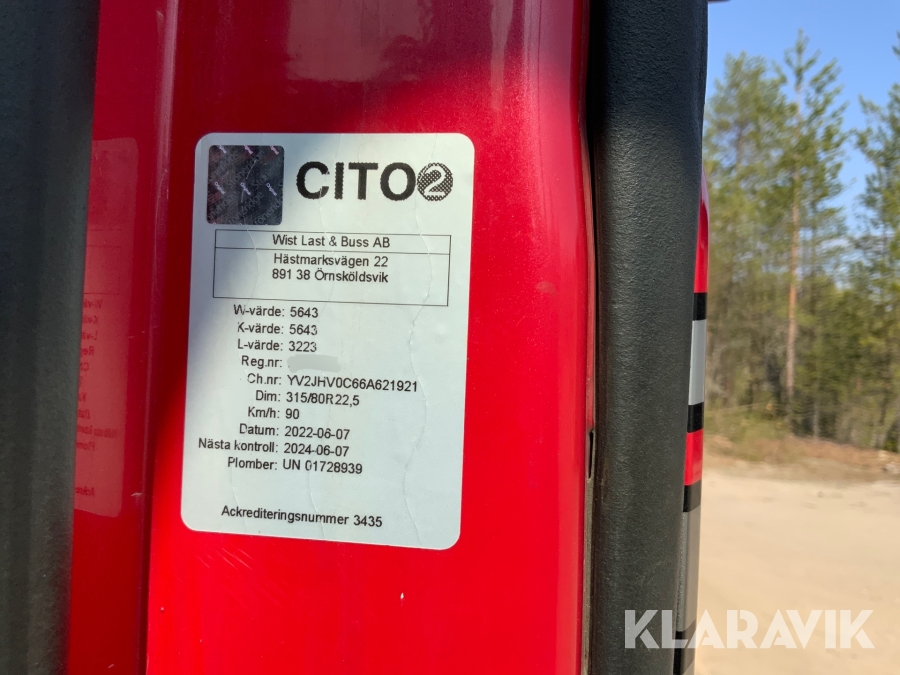 CITO2
Wist Last & Buss AB
Hästmarksvägen 22
891 38 Örnsköldsvik
W-värde: 5643
K-värde: 5643
L-värde: 3223
Reg.nr:
Ch.nr: YV2JHV0C66A621921
Dim: 315/80R22,5
Km/h: 90
Datum: 2022-06-07
Nästa kontroll: 2024-06-07
Plomber: UN 01728939
Ackrediteringsnummer 3435
KLARAVIK